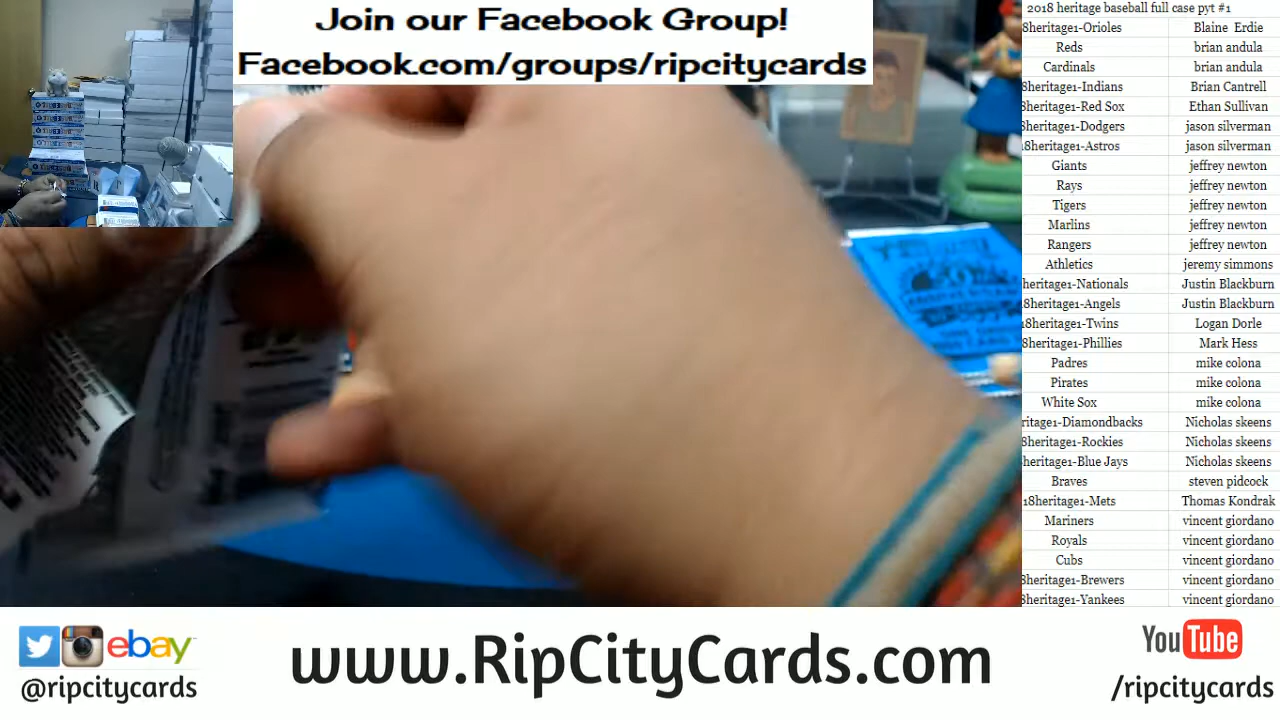 Join our Facebook Group!
Facebook.com/groups/ripcitycards
2018 heritage baseball full case pyt #1
8heritage1-Orioles Blaine Erdie
Reds brian andula
Cardinals brian andula
8heritage1-Indians Brian Cantrell
8heritage1-Red Sox Ethan Sullivan
8heritage1-Dodgers jason silverman
18heritage1-Astros jason silverman
Giants jeffrey newton
Rays jeffrey newton
Tigers jeffrey newton
Marlins jeffrey newton
Rangers jeffrey newton
Athletics jeremy simmons
heritage1-Nationals Justin Blackburn
8heritage1-Angels Justin Blackburn
18heritage1-Twins Logan Dorle
8heritage1-Phillies Mark Hess
Padres mike colona
Pirates mike colona
White Sox mike colona
ritage1-Diamondbacks Nicholas skeens
8heritage1-Rockies Nicholas skeens
heritage1-Blue Jays Nicholas skeens
Braves steven pidcock
18heritage1-Mets Thomas Kondrak
Mariners vincent giordano
Royals vincent giordano
Cubs vincent giordano
8heritage1-Brewers vincent giordano
8heritage1-Yankees vincent giordano
ebay
@ripcitycards
www.RipCityCards.com
YouTube
/ripcitycards